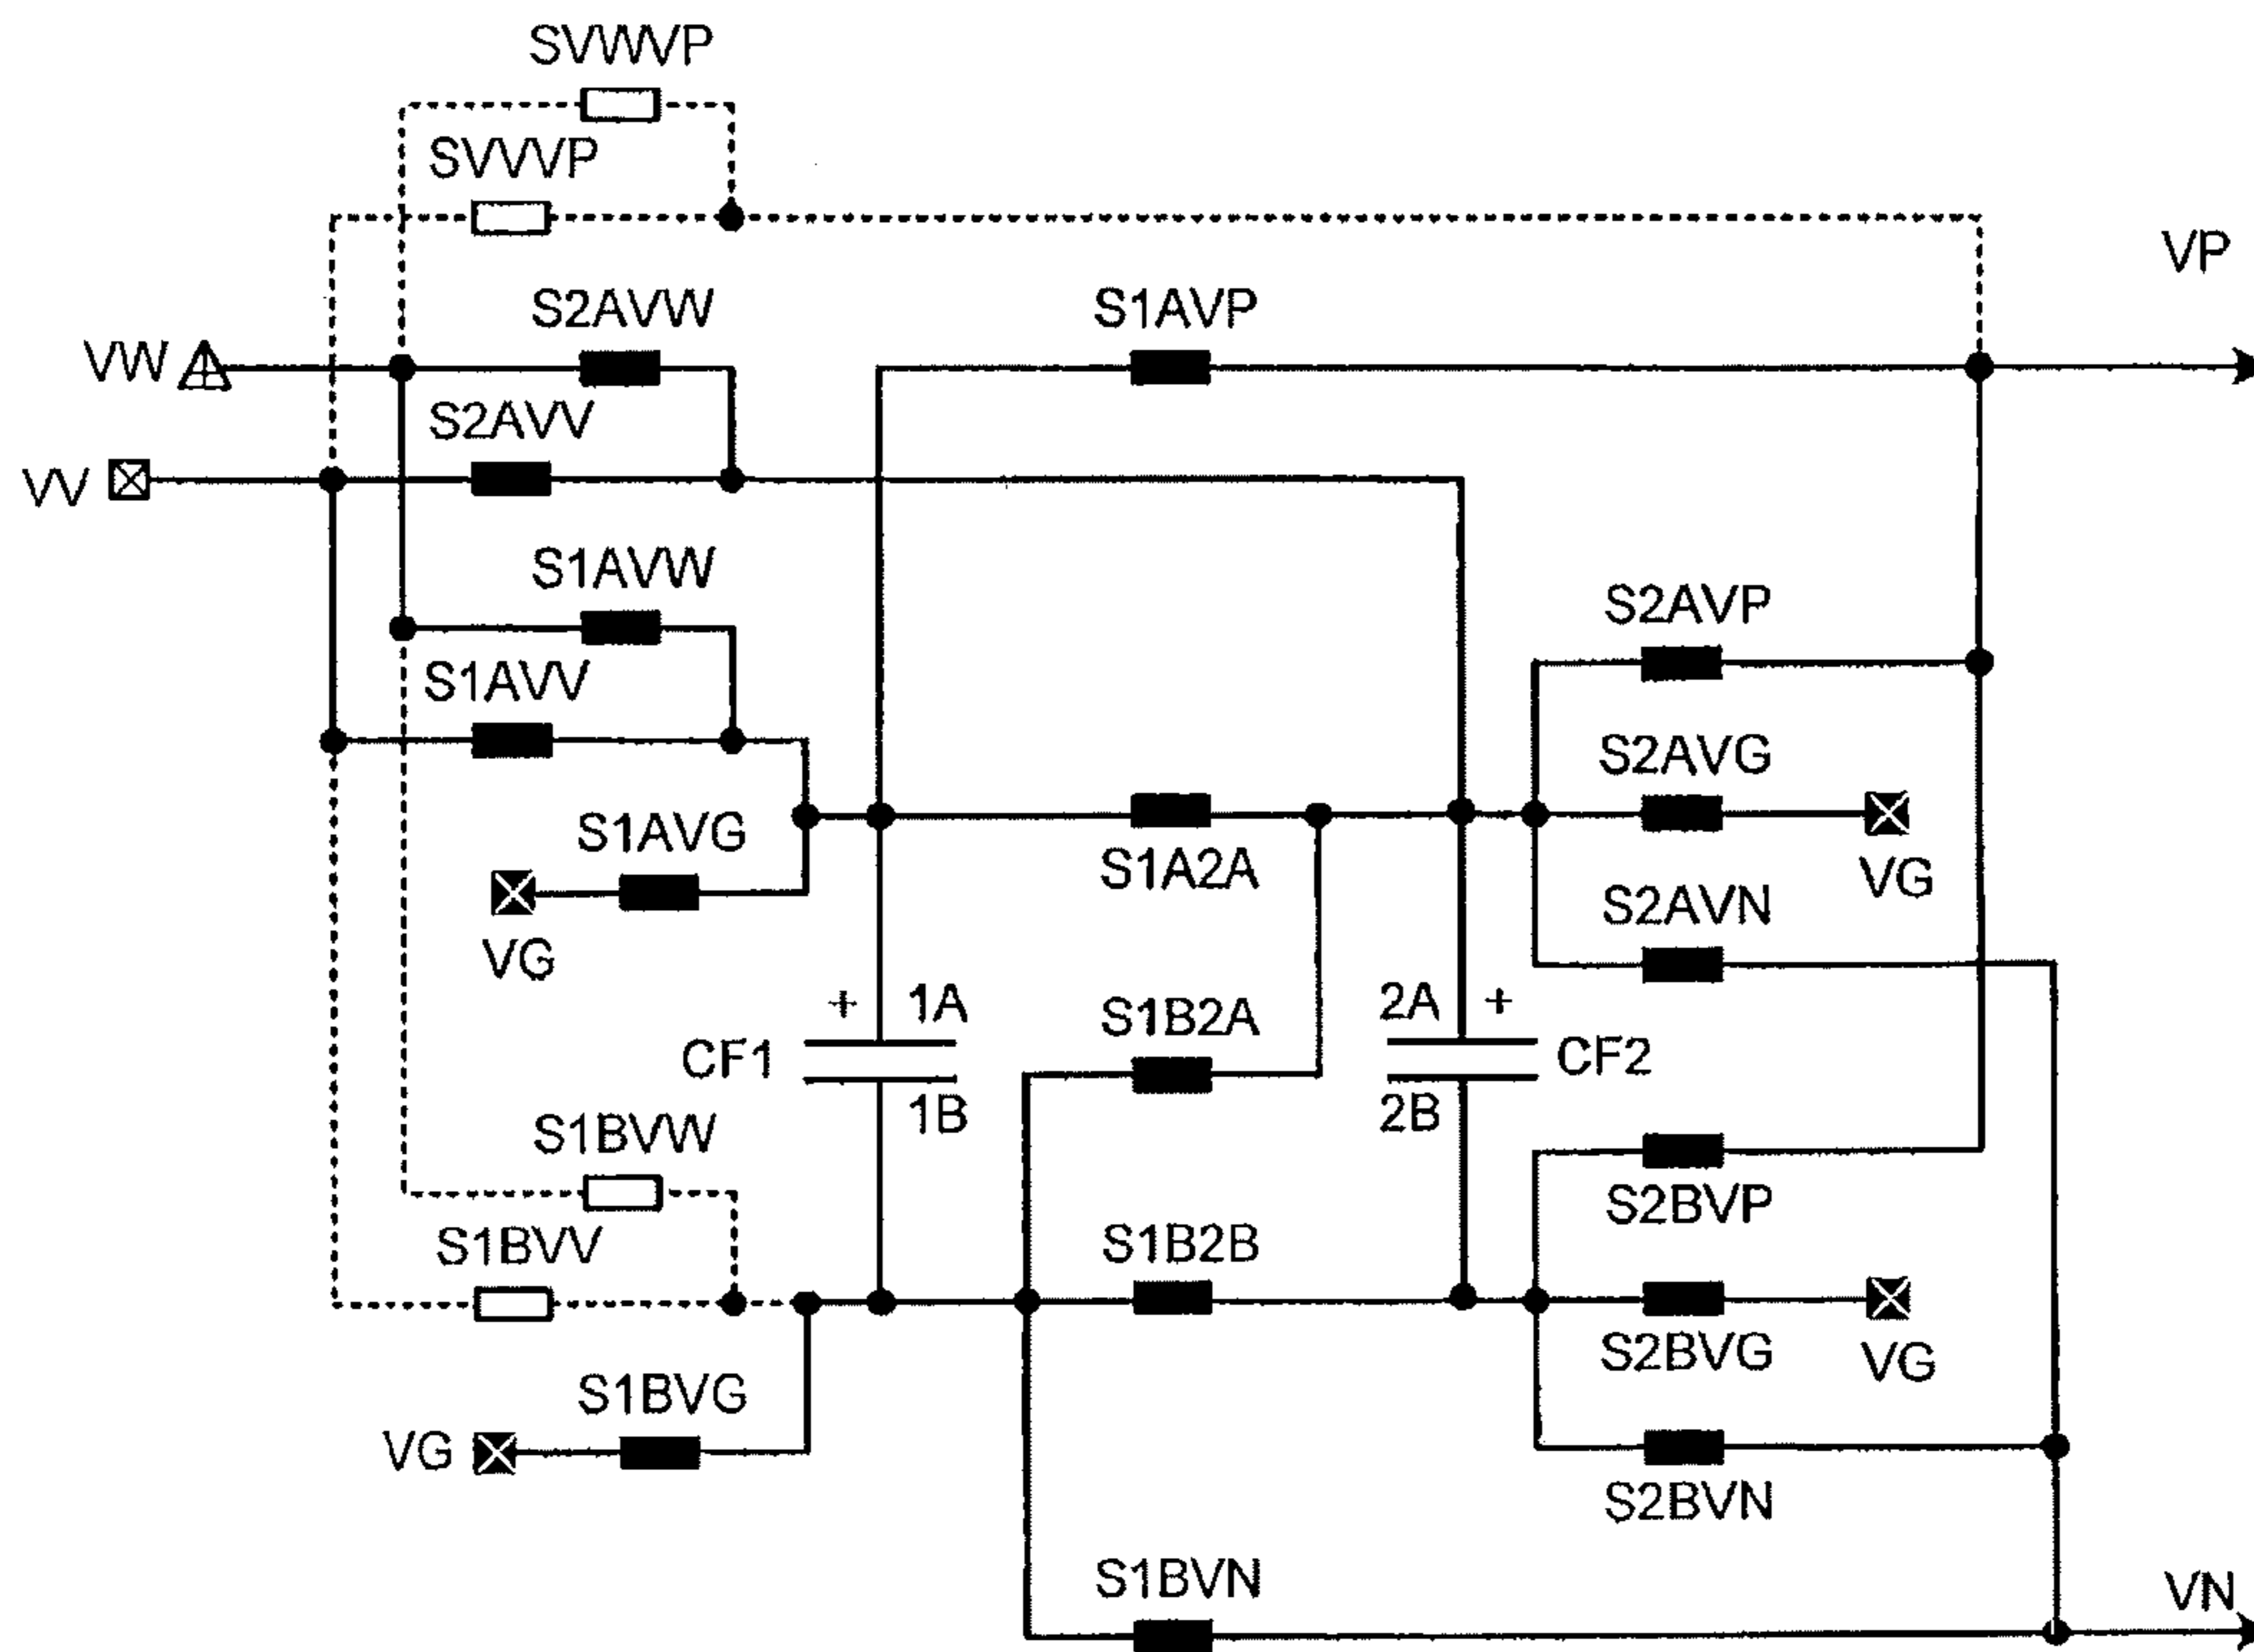 SVWVP
SVVVP
VP
S2AVW
S1AVP
VW
S2AVV
VV
S1AVW
S2AVP
S1AVV
S2AVG
S1AVG
S1A2A
VG
S2AVN
VG
+ 1A
S1B2A
2A +
CF1
CF2
1B
2B
S1BVW
S2BVP
S1BVV
S1B2B
S2BVG
VG
S1BVG
VG
S2BVN
S1BVN
VN